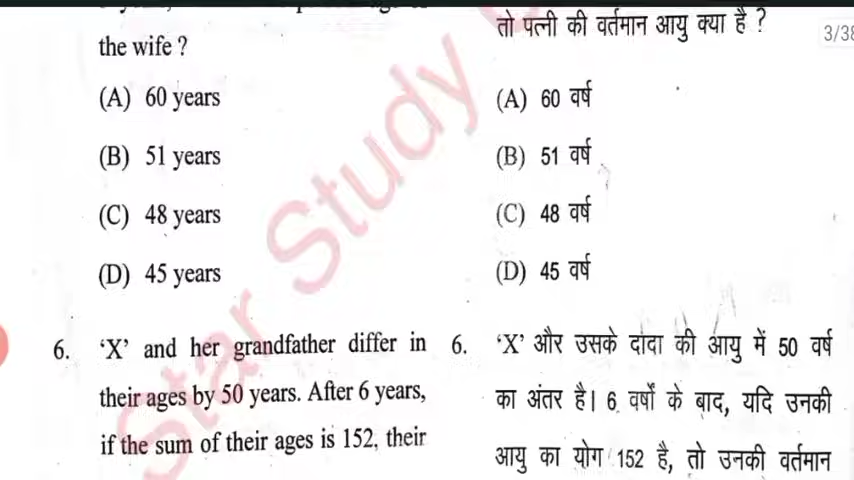 the wife ?
(A) 60 years
(B) 51 years
(C) 48 years
(D) 45 years
6. 'X' and her grandfather differ in
their ages by 50 years. After 6 years,
if the sum of their ages is 152, their
तो पत्नी की वर्तमान आयु क्या है ?
(A) 60 वर्ष
(B) 51 वर्ष
(C) 48 वर्ष
(D) 45 वर्ष
6. 'X' और उसके दादा की आयु में 50 वर्ष
का अंतर है। 6 वर्षों के बाद, यदि उनकी
आयु का योग 152 है, तो उनकी वर्तमान
3/38
Star Study